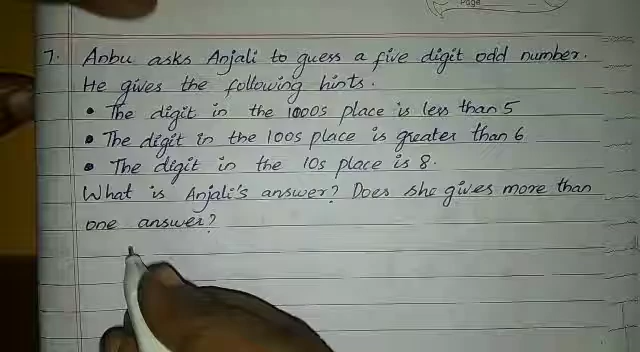 Page
7. Anbu asks Anjali to guess a five digit odd number.
He gives the following hints.
• The digit in the 1000s place is less than 5
• The digit in the 100s place is greater than 6
• The digit in the 10s place is 8.
What is Anjali's answer? Does she gives more than
one answer?